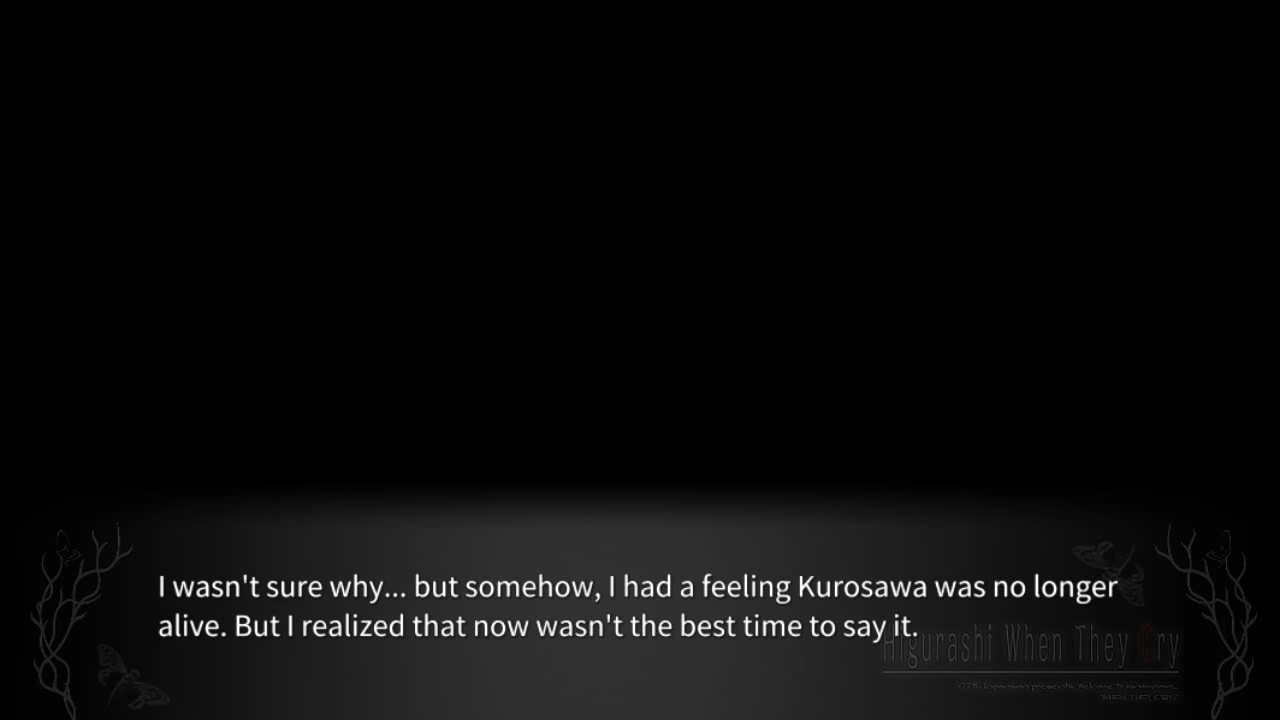 I wasn't sure why... but somehow, I had a feeling Kurosawa was no longer
alive. But I realized that now wasn't the best time to say it.
Higurashi When They Cry